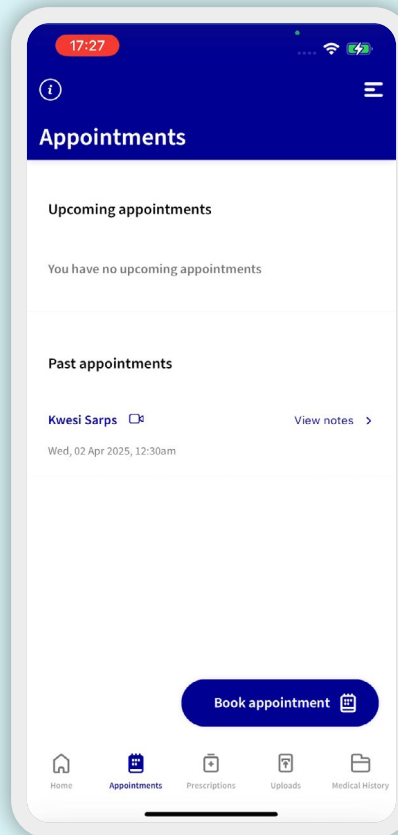 17:27
i
Appointments
Upcoming appointments
You have no upcoming appointments
Past appointments
Kwesi Sarps
View notes
Wed, 02 Apr 2025, 12:30am
Book appointment
Home Appointments Prescriptions Uploads Medical History